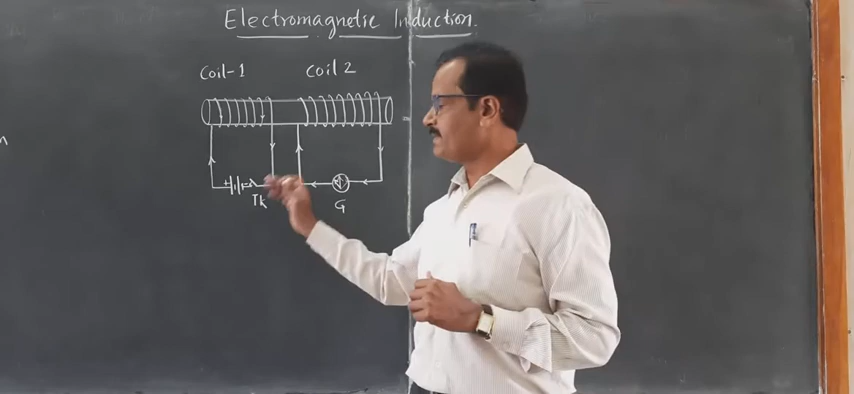 Electromagnetic Induction.
Coil-1 Coil 2
+ -
Tk G
n